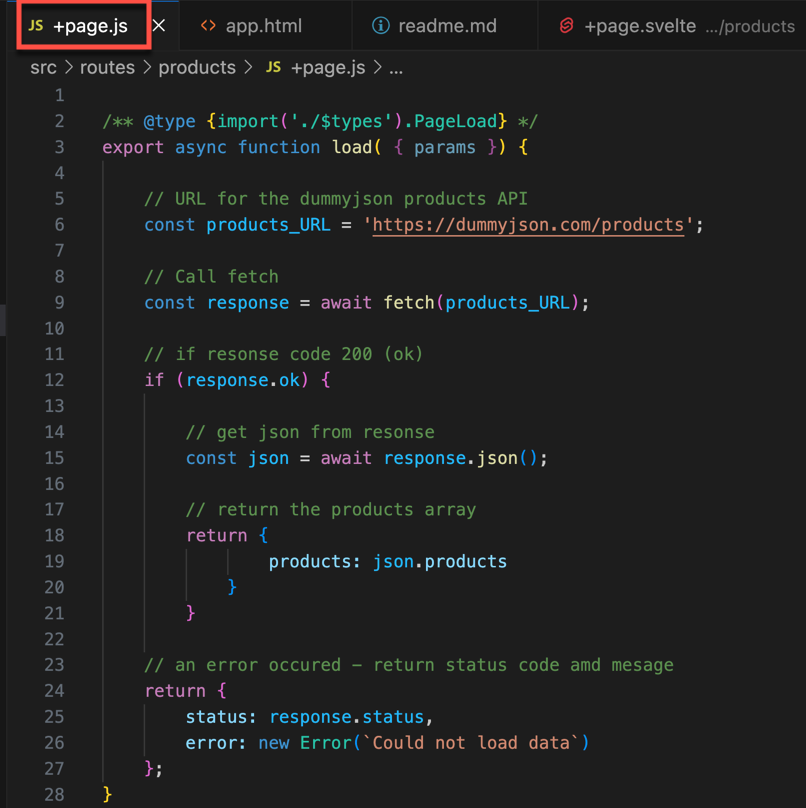 JS +page.js × <> app.html readme.md +page.svelte .../products
src > routes > products > JS +page.js > ...
1
2 /** @type {import('./$types').PageLoad} */
3 export async function load( { params }) {
4
5 // URL for the dummyjson products API
6 const products_URL = 'https://dummyjson.com/products';
7
8 // Call fetch
9 const response = await fetch(products_URL);
10
11 // if resonse code 200 (ok)
12 if (response.ok) {
13
14 // get json from resonse
15 const json = await response.json();
16
17 // return the products array
18 return {
19 products: json.products
20 }
21 }
22
23 // an error occured – return status code amd mesage
24 return {
25 status: response.status,
26 error: new Error(`Could not load data`)
27 };
28 }